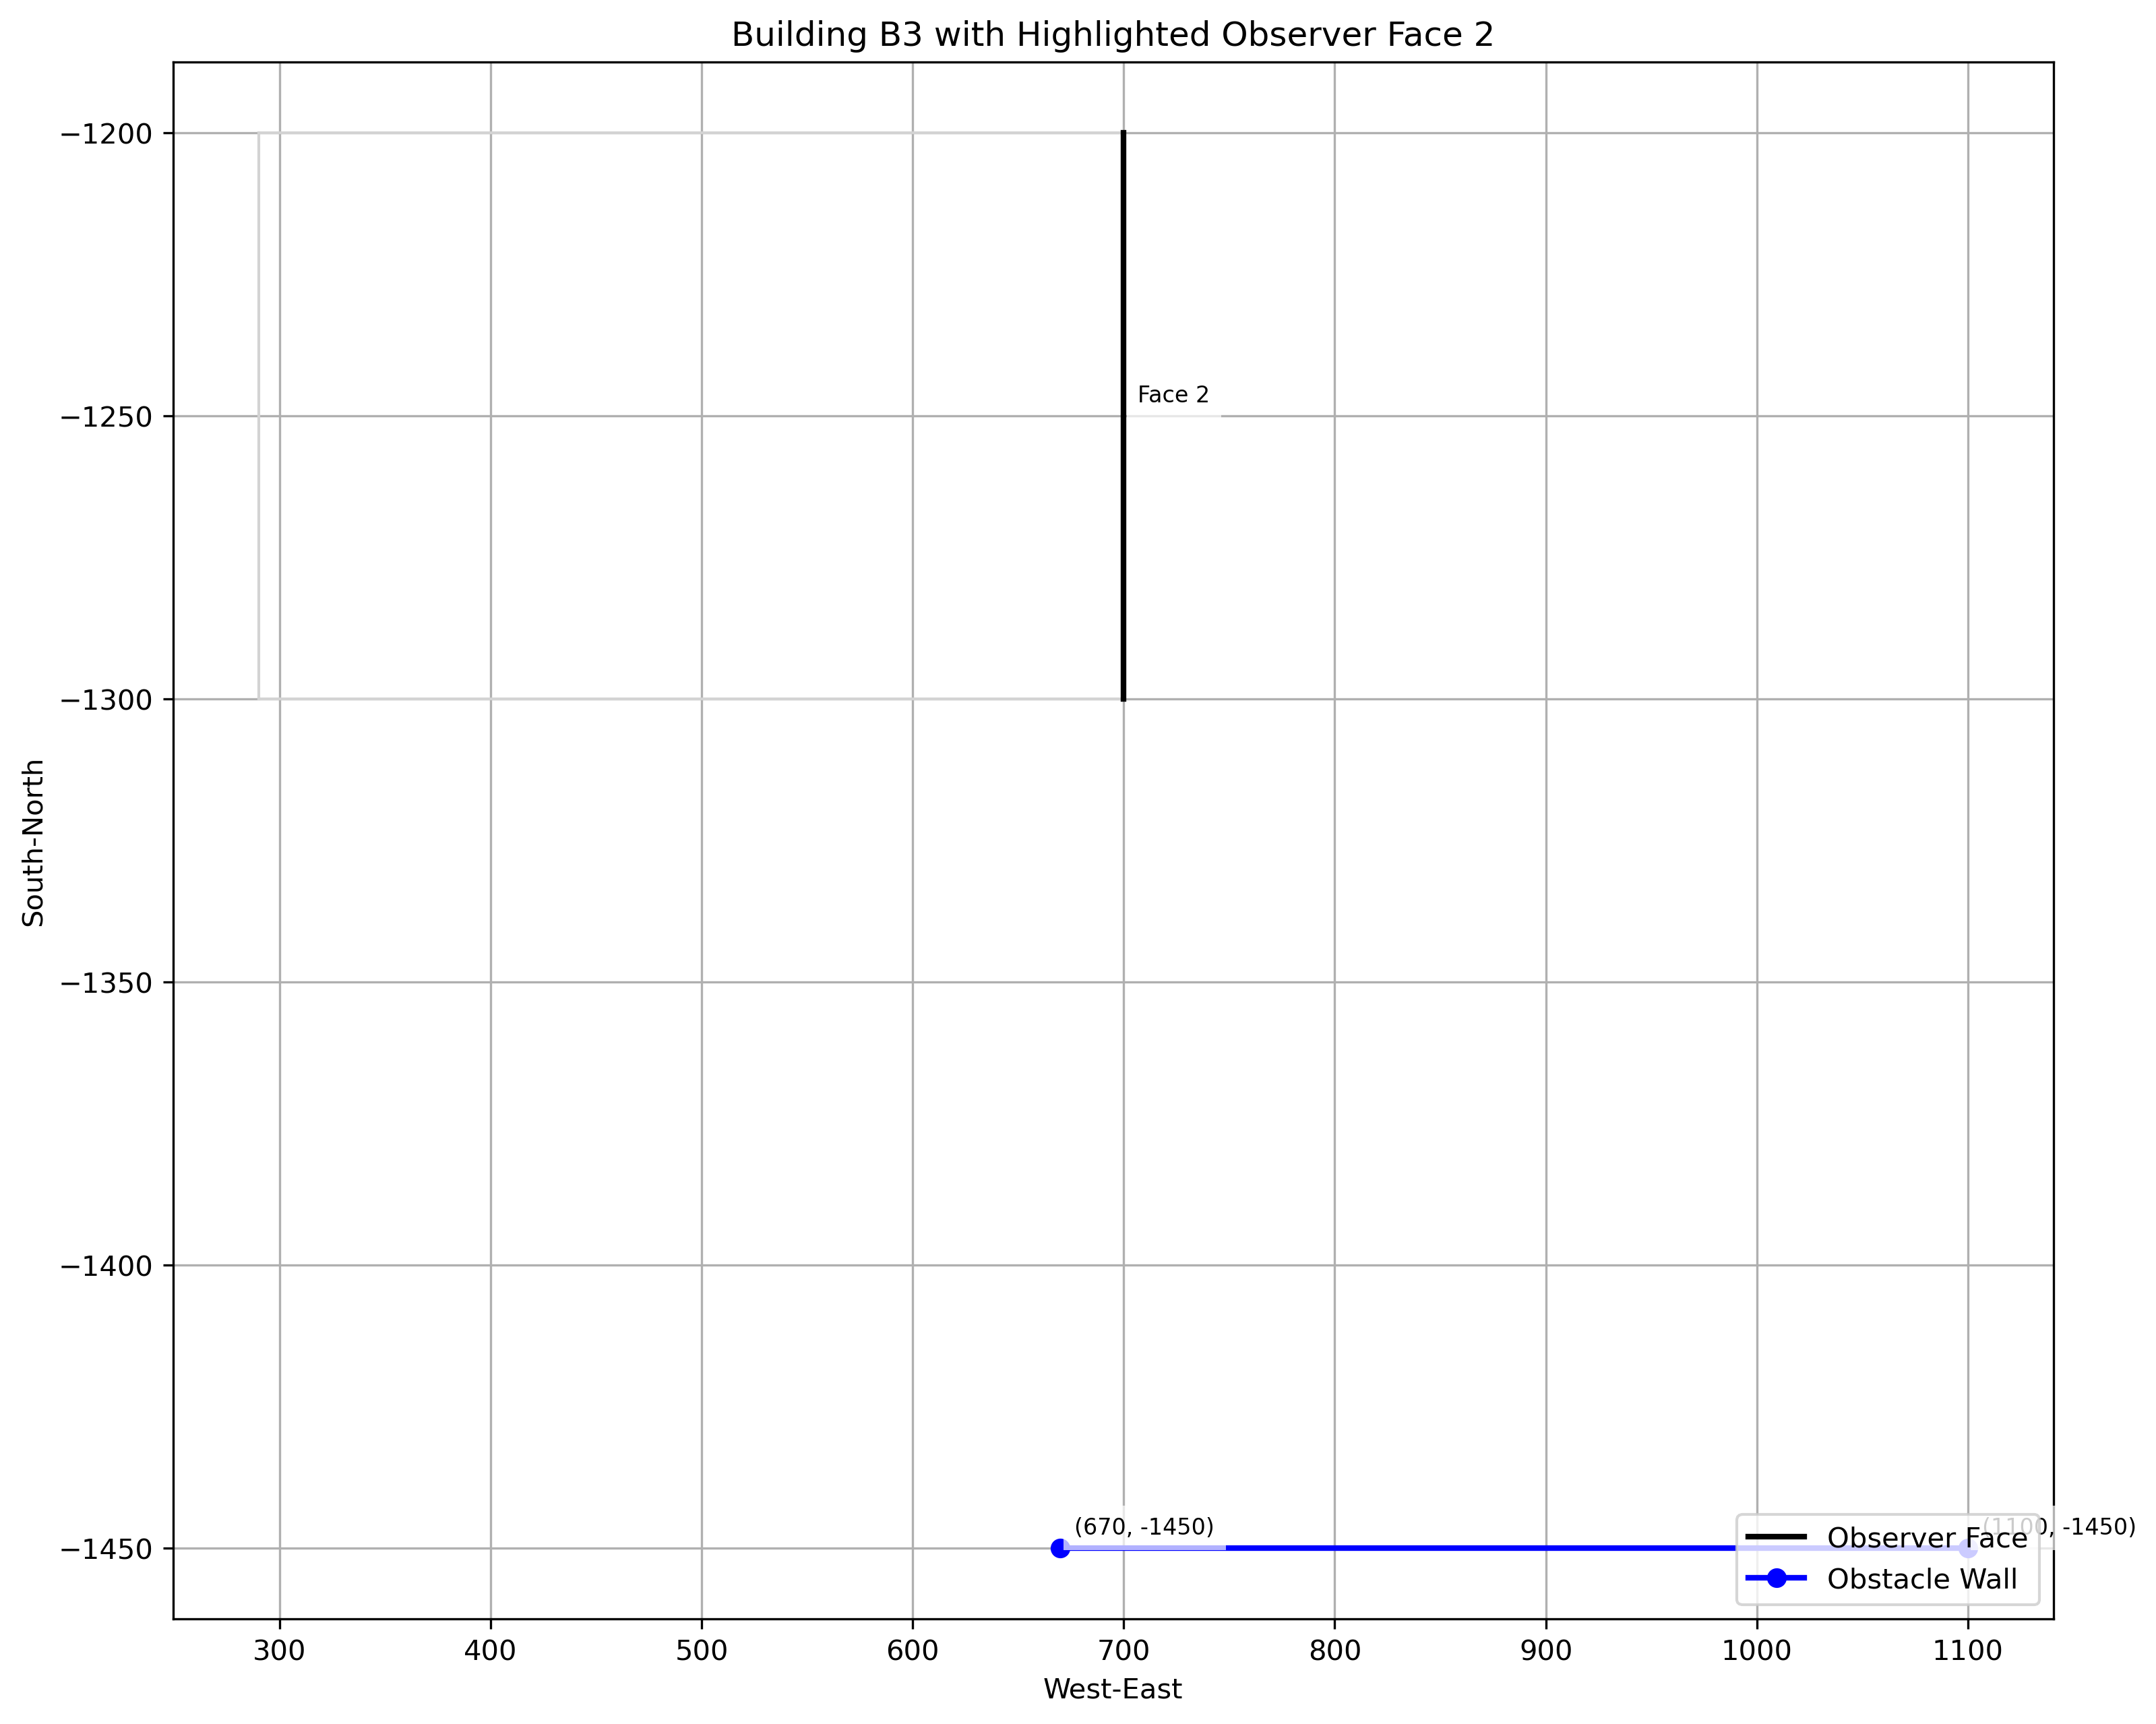 Building B3 with Highlighted Observer Face 2
−1200
Face 2
−1250
−1300
South-North
−1350
−1400
(670, -1450)
(1100, -1450)
−1450
Observer Face
Obstacle Wall
300
400
500
600
700
800
900
1000
1100
West-East